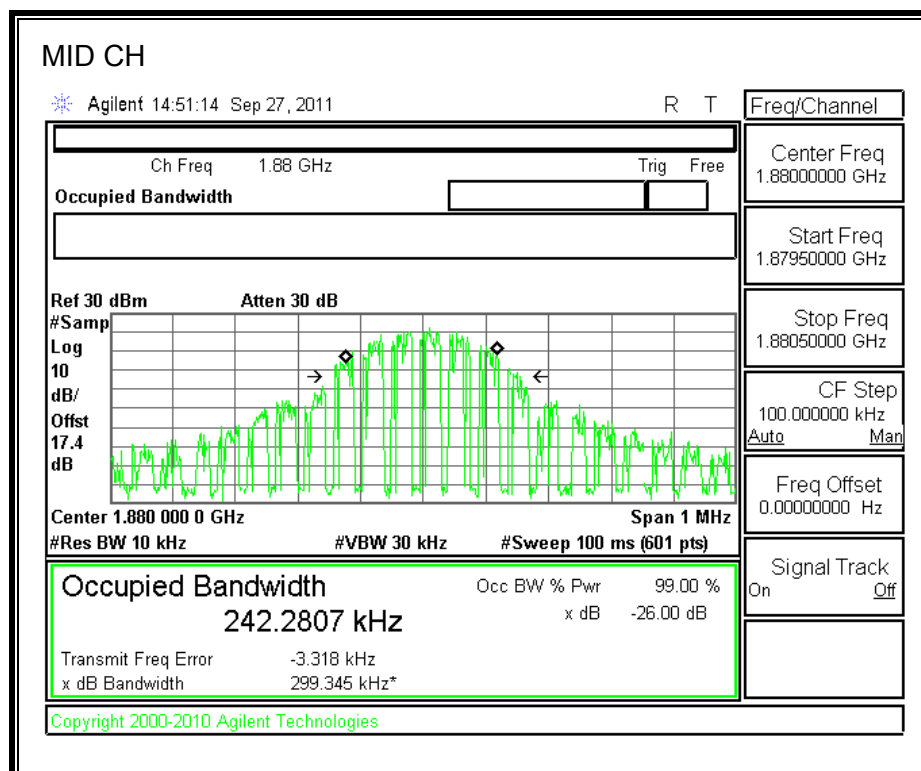 MID CH
Agilent 14:51:14 Sep 27, 2011 R T
Ch Freq 1.88 GHz Trig Free
Occupied Bandwidth
Ref 30 dBm Atten 30 dB
#Samp
Log
10
dB/
Offst
17.4
dB
Center 1.880 000 0 GHz Span 1 MHz
#Res BW 10 kHz #VBW 30 kHz #Sweep 100 ms (601 pts)
Occupied Bandwidth Occ BW % Pwr 99.00 %
242.2807 kHz x dB -26.00 dB
Transmit Freq Error -3.318 kHz
x dB Bandwidth 299.345 kHz*
Copyright 2000-2010 Agilent Technologies
Freq/Channel
Center Freq
1.88000000 GHz
Start Freq
1.87950000 GHz
Stop Freq
1.88050000 GHz
CF Step
100.000000 kHz
Auto Man
Freq Offset
0.00000000 Hz
Signal Track
On Off